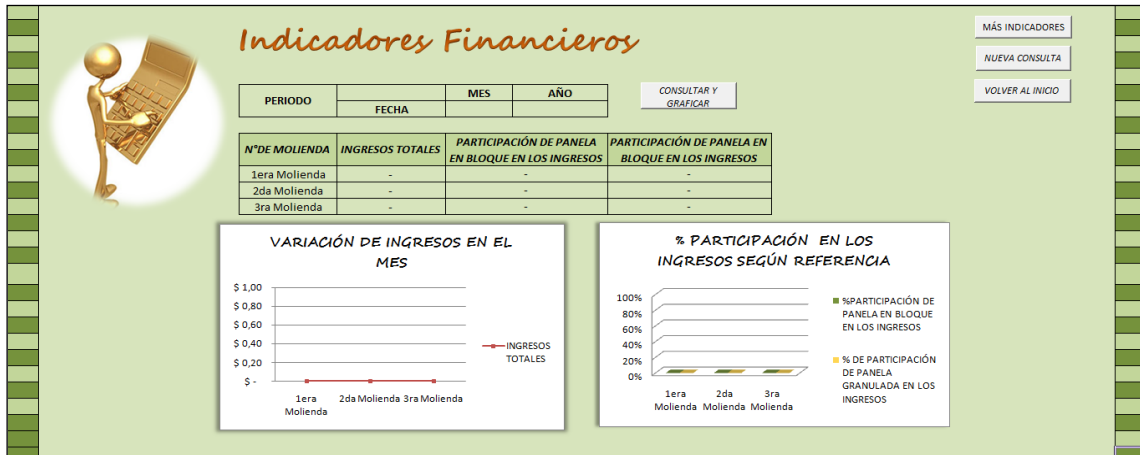 Indicadores Financieros
MÁS INDICADORES
NUEVA CONSULTA
VOLVER AL INICIO
PERIODO
MES AÑO
FECHA
CONSULTAR Y
GRAFICAR
N°DE MOLIENDA INGRESOS TOTALES PARTICIPACIÓN DE PANELA PARTICIPACIÓN DE PANELA EN
EN BLOQUE EN LOS INGRESOS BLOQUE EN LOS INGRESOS
1era Molienda - - -
2da Molienda - - -
3ra Molienda - - -
VARIACIÓN DE INGRESOS EN EL
MES
$ 1,00
$ 0,80
$ 0,60
$ 0,40
$ 0,20
$ -
1era
Molienda
2da Molienda 3ra Molienda
INGRESOS
TOTALES
% PARTICIPACIÓN EN LOS
INGRESOS SEGÚN REFERENCIA
100%
80%
60%
40%
20%
0%
1era 2da 3ra
Molienda Molienda Molienda
%PARTICIPACIÓN DE
PANELA EN BLOQUE
EN LOS INGRESOS
% DE PARTICIPACIÓN
DE PANELA
GRANULADA EN LOS
INGRESOS